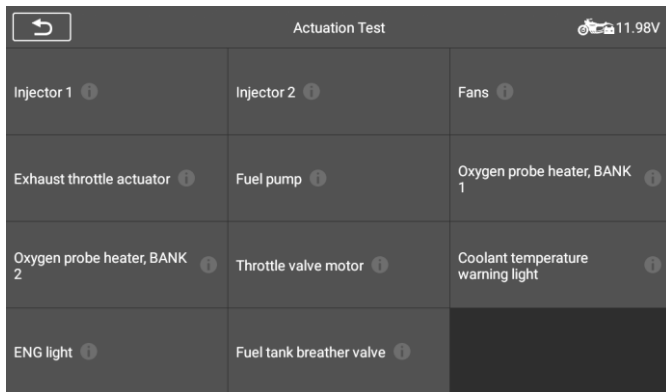 Actuation Test
11.98V
Injector 1
Injector 2
Fans
Exhaust throttle actuator
Fuel pump
Oxygen probe heater, BANK
1
Oxygen probe heater, BANK
2
Throttle valve motor
Coolant temperature
warning light
ENG light
Fuel tank breather valve